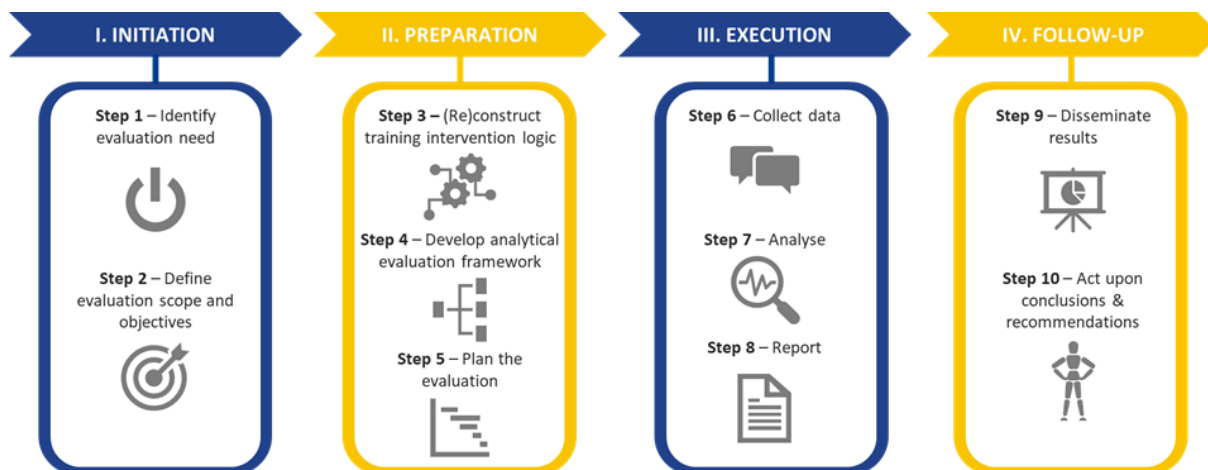 I. INITIATION
Step 1 – Identify
evaluation need
Step 2 – Define
evaluation scope and
objectives
II. PREPARATION
Step 3 – (Re)construct
training intervention logic
Step 4 – Develop analytical
evaluation framework
Step 5 – Plan the
evaluation
III. EXECUTION
Step 6 – Collect data
Step 7 – Analyse
Step 8 – Report
IV. FOLLOW-UP
Step 9 – Disseminate
results
Step 10 – Act upon
conclusions &
recommendations